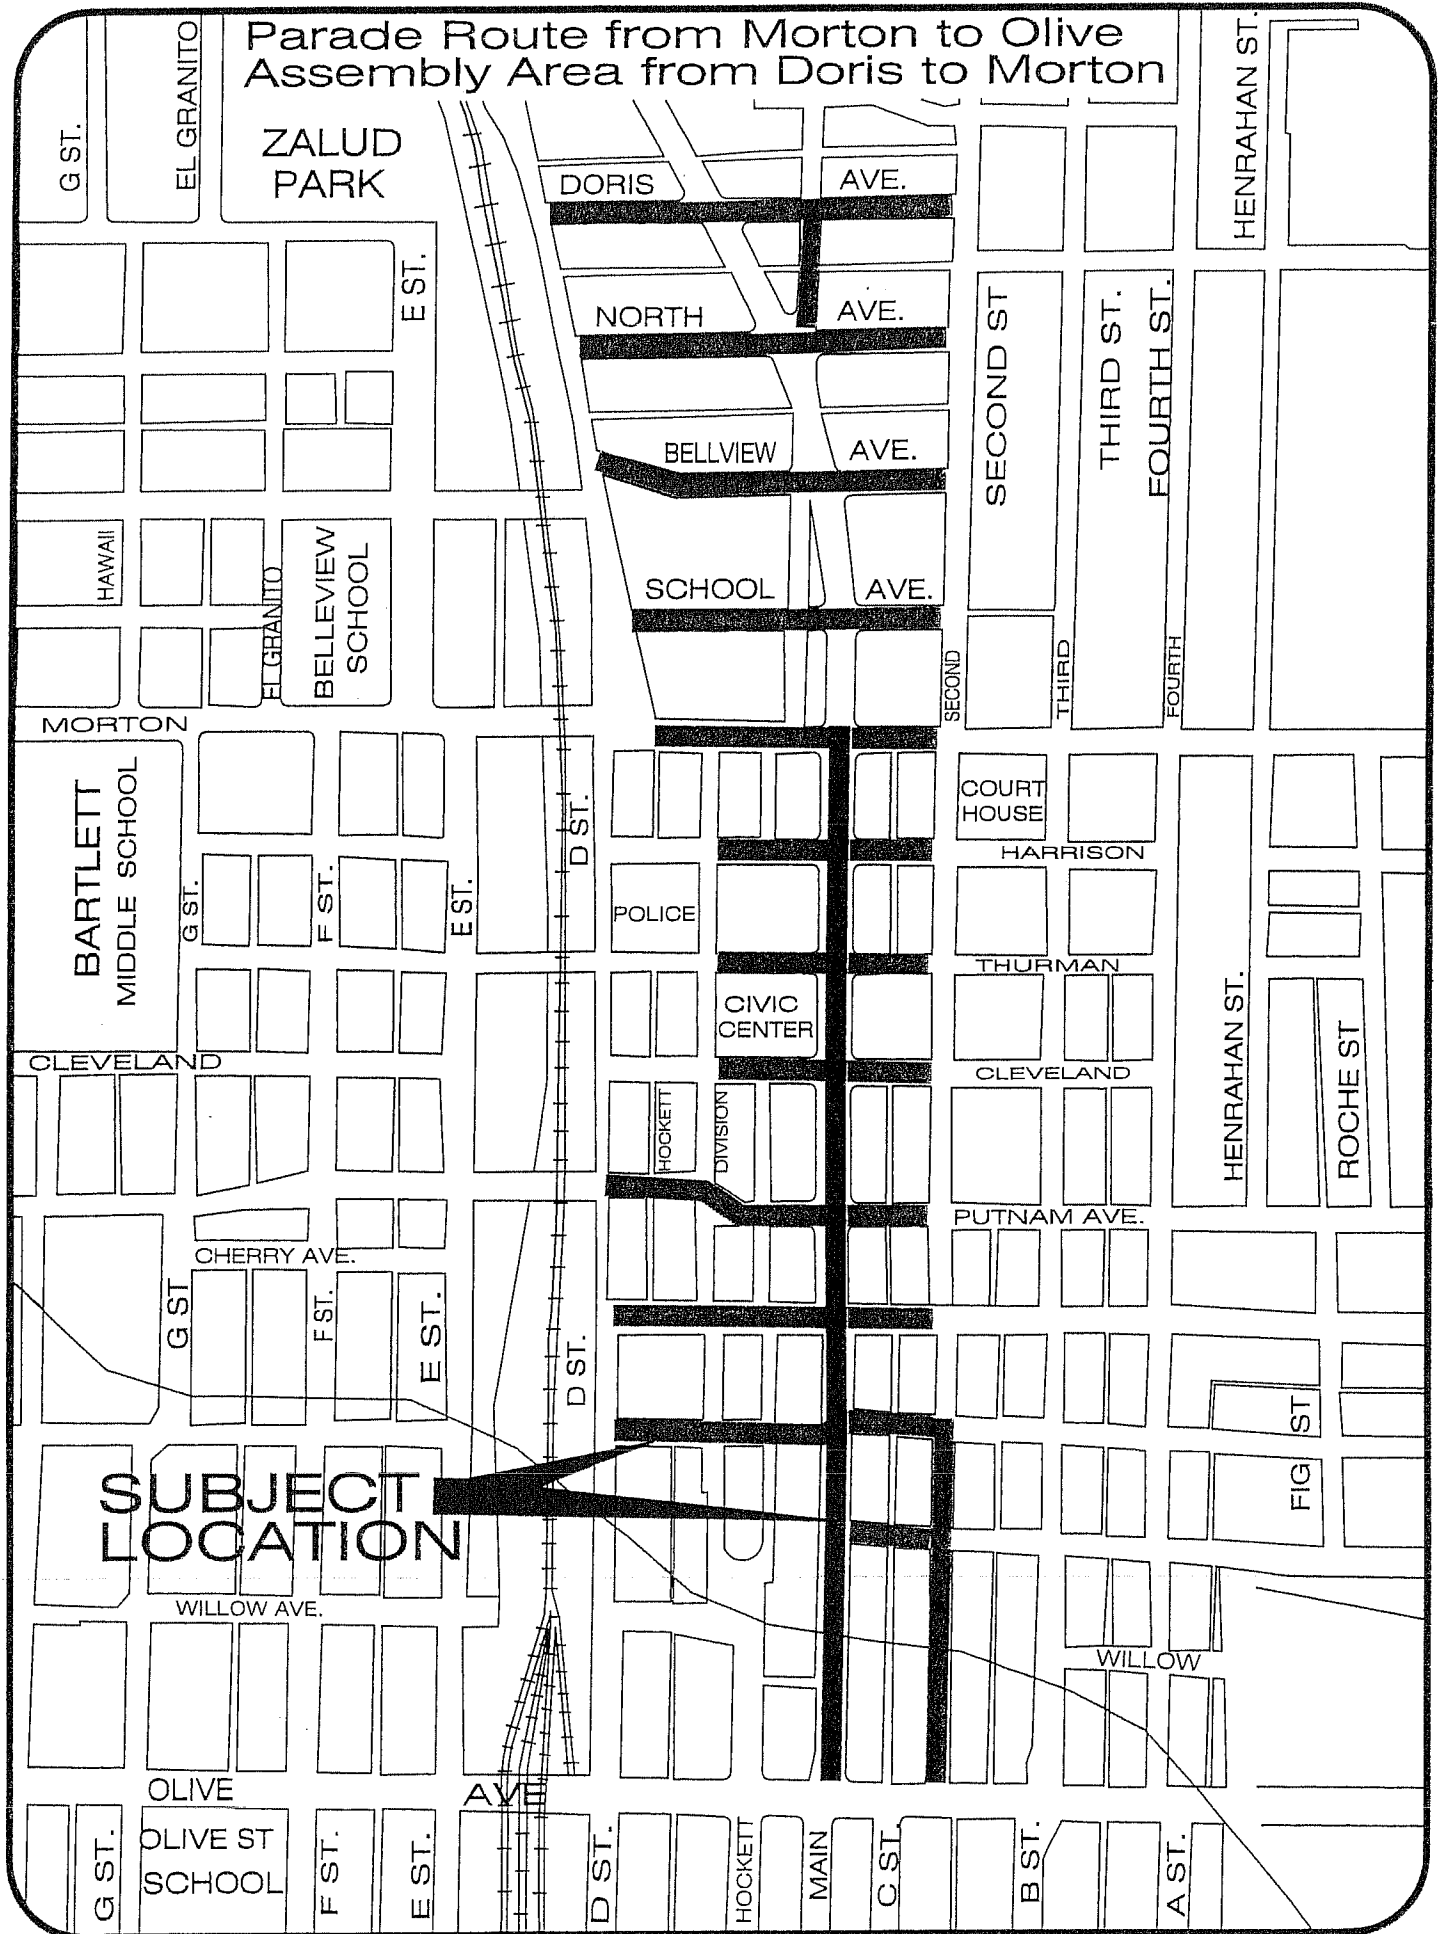 Parade Route from Morton to Olive
Assembly Area from Doris to Morton
G ST.
EL GRANITO
ZALUD
PARK
HENRAHAN ST.
DORIS AVE.
E ST.
NORTH AVE.
SECOND ST
THIRD ST.
FOURTH ST.
BELLVIEW AVE.
HAWAII
EL GRANITO
BELLEVIEW
SCHOOL
SCHOOL AVE.
SECOND
THIRD
FOURTH
MORTON
BARTLETT
MIDDLE SCHOOL
D ST.
COURT
HOUSE
HARRISON
G ST.
F ST.
E ST.
POLICE
THURMAN
CIVIC
CENTER
HENRAHAN ST.
ROCHE ST
CLEVELAND
CLEVELAND
HOCKETT
DIVISION
PUTNAM AVE.
CHERRY AVE.
G ST
F ST.
E ST.
D ST.
FIG ST
SUBJECT
LOCATION
WILLOW AVE.
WILLOW
OLIVE AVE
OLIVE ST
SCHOOL
G ST.
F ST.
E ST.
D ST.
HOCKETT
MAIN
C ST.
B ST.
A ST.